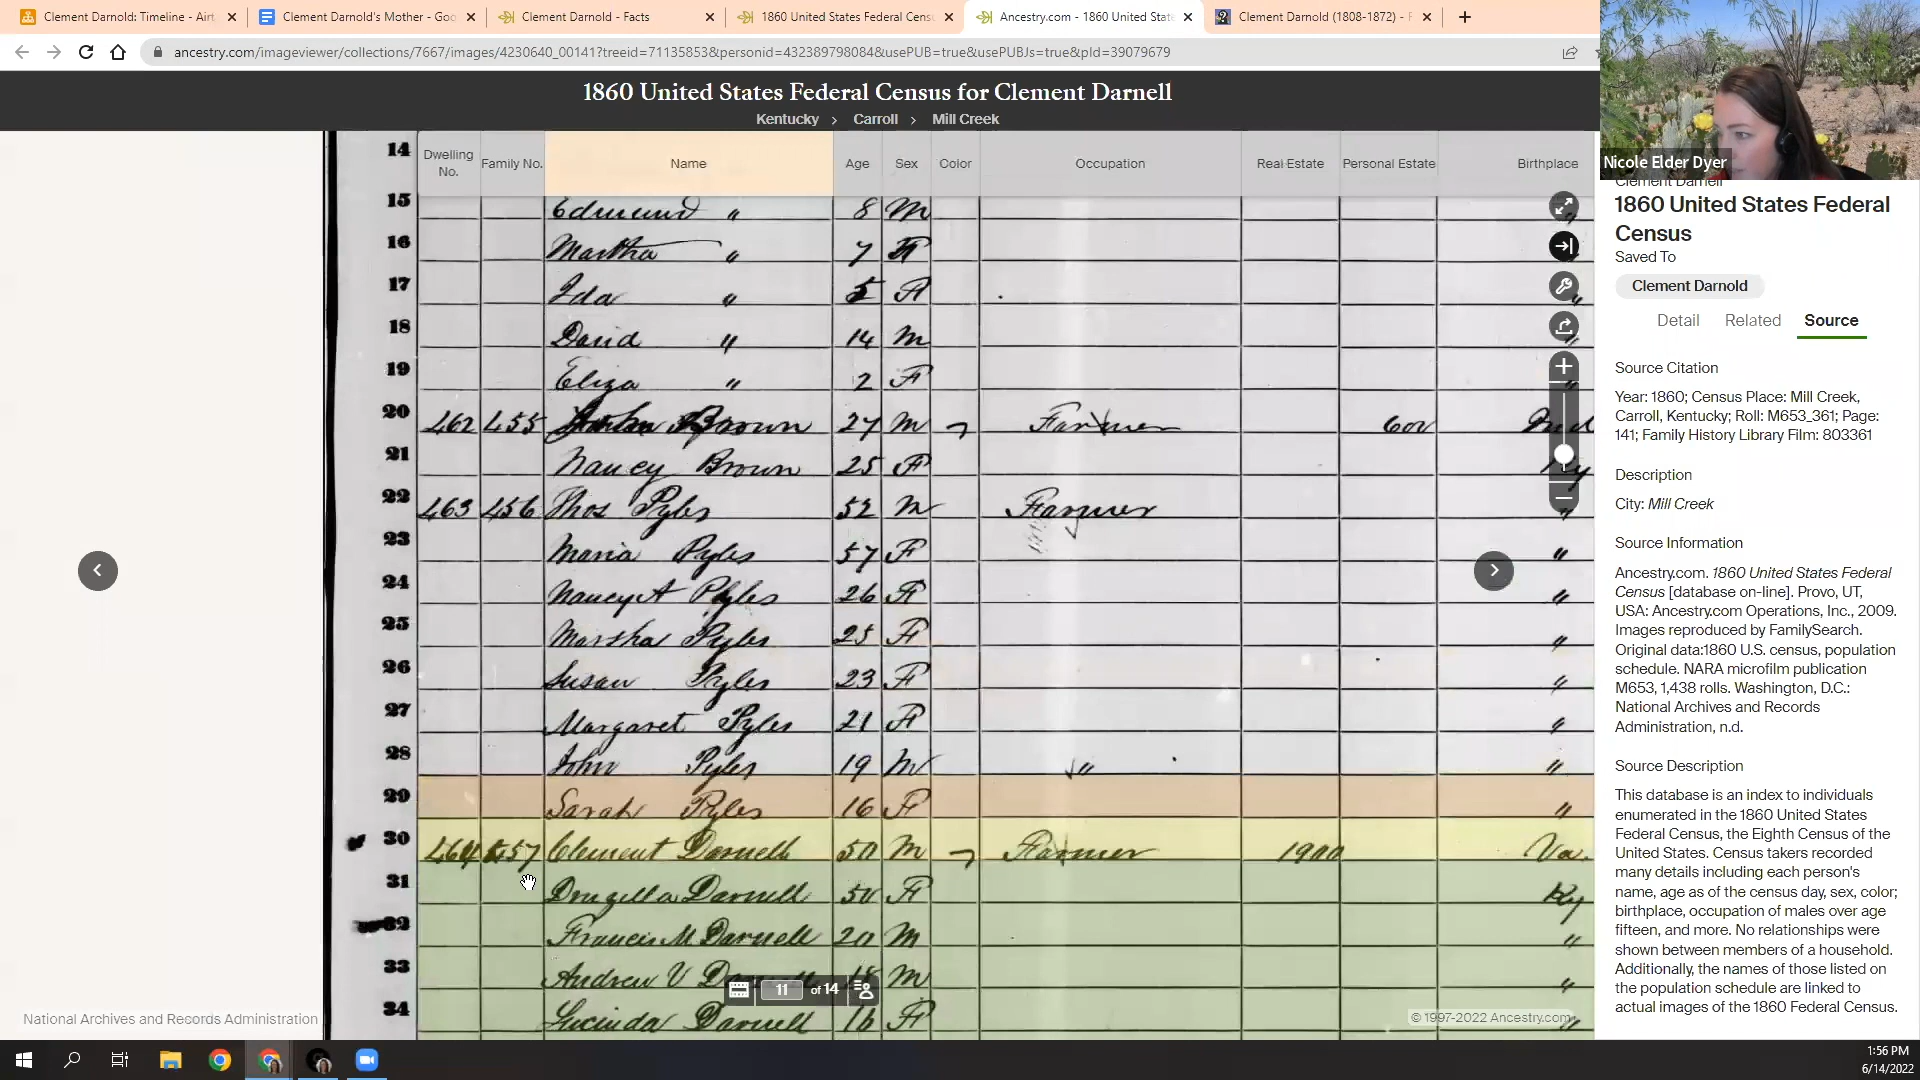 Clement Darnold: Timeline - Airt
Clement Darnold's Mother - Goo
Clement Darnold - Facts
1860 United States Federal Censu
Ancestry.com - 1860 United State
Clement Darnold (1808-1872) - F
ancestry.com/imageviewer/collections/7667/images/4230640_00141?treeid=71135853&personid=432389798084&usePUB=true&usePUBJs=true&pId=39079679
1860 United States Federal Census for Clement Darnell
Kentucky > Carroll > Mill Creek
Nicole Elder Dyer
14 Dwelling No. Family No. Name Age Sex Color Occupation Real Estate Personal Estate Birthplace
15 Edmund " 8 M "
16 Martha " 7 F
17 Ida " 5 F "
18 David " 14 M "
19 Eliza " 2 F "
20 462 455 John Brown 27 M Farmer 600 Ind
21 Nancy Brown 25 F Ky
22 463 456 Thos Pyles 52 M Farmer "
23 Maria Pyles 57 F "
24 Nancy A Pyles 26 F "
25 Marsha Pyles 25 F "
26 Susan Pyles 23 F "
27 Margaret Pyles 21 F "
28 John Pyles 19 M " "
29 Sarah Pyles 16 F "
30 464 457 Clement Darnell 50 M Farmer 1900 Va.
31 Druzilla Darnell 50 F Ky
32 Francis M Darnell 20 M "
33 Andrew V 18 M "
34 Lucinda Darnell 16 F "
11 of 14
National Archives and Records Administration
© 1997-2022 Ancestry.com
Clement Darnell
1860 United States Federal
Census
Saved To
Clement Darnold
Detail Related Source
Source Citation
Year: 1860; Census Place: Mill Creek,
Carroll, Kentucky; Roll: M653_361; Page:
141; Family History Library Film: 803361
Description
City: Mill Creek
Source Information
Ancestry.com. 1860 United States Federal
Census [database on-line]. Provo, UT,
USA: Ancestry.com Operations, Inc., 2009.
Images reproduced by FamilySearch.
Original data:1860 U.S. census, population
schedule. NARA microfilm publication
M653, 1,438 rolls. Washington, D.C.:
National Archives and Records
Administration, n.d.
Source Description
This database is an index to individuals
enumerated in the 1860 United States
Federal Census, the Eighth Census of the
United States. Census takers recorded
many details including each person's
name, age as of the census day, sex, color;
birthplace, occupation of males over age
fifteen, and more. No relationships were
shown between members of a household.
Additionally, the names of those listed on
the population schedule are linked to
actual images of the 1860 Federal Census.
1:56 PM
6/14/2022